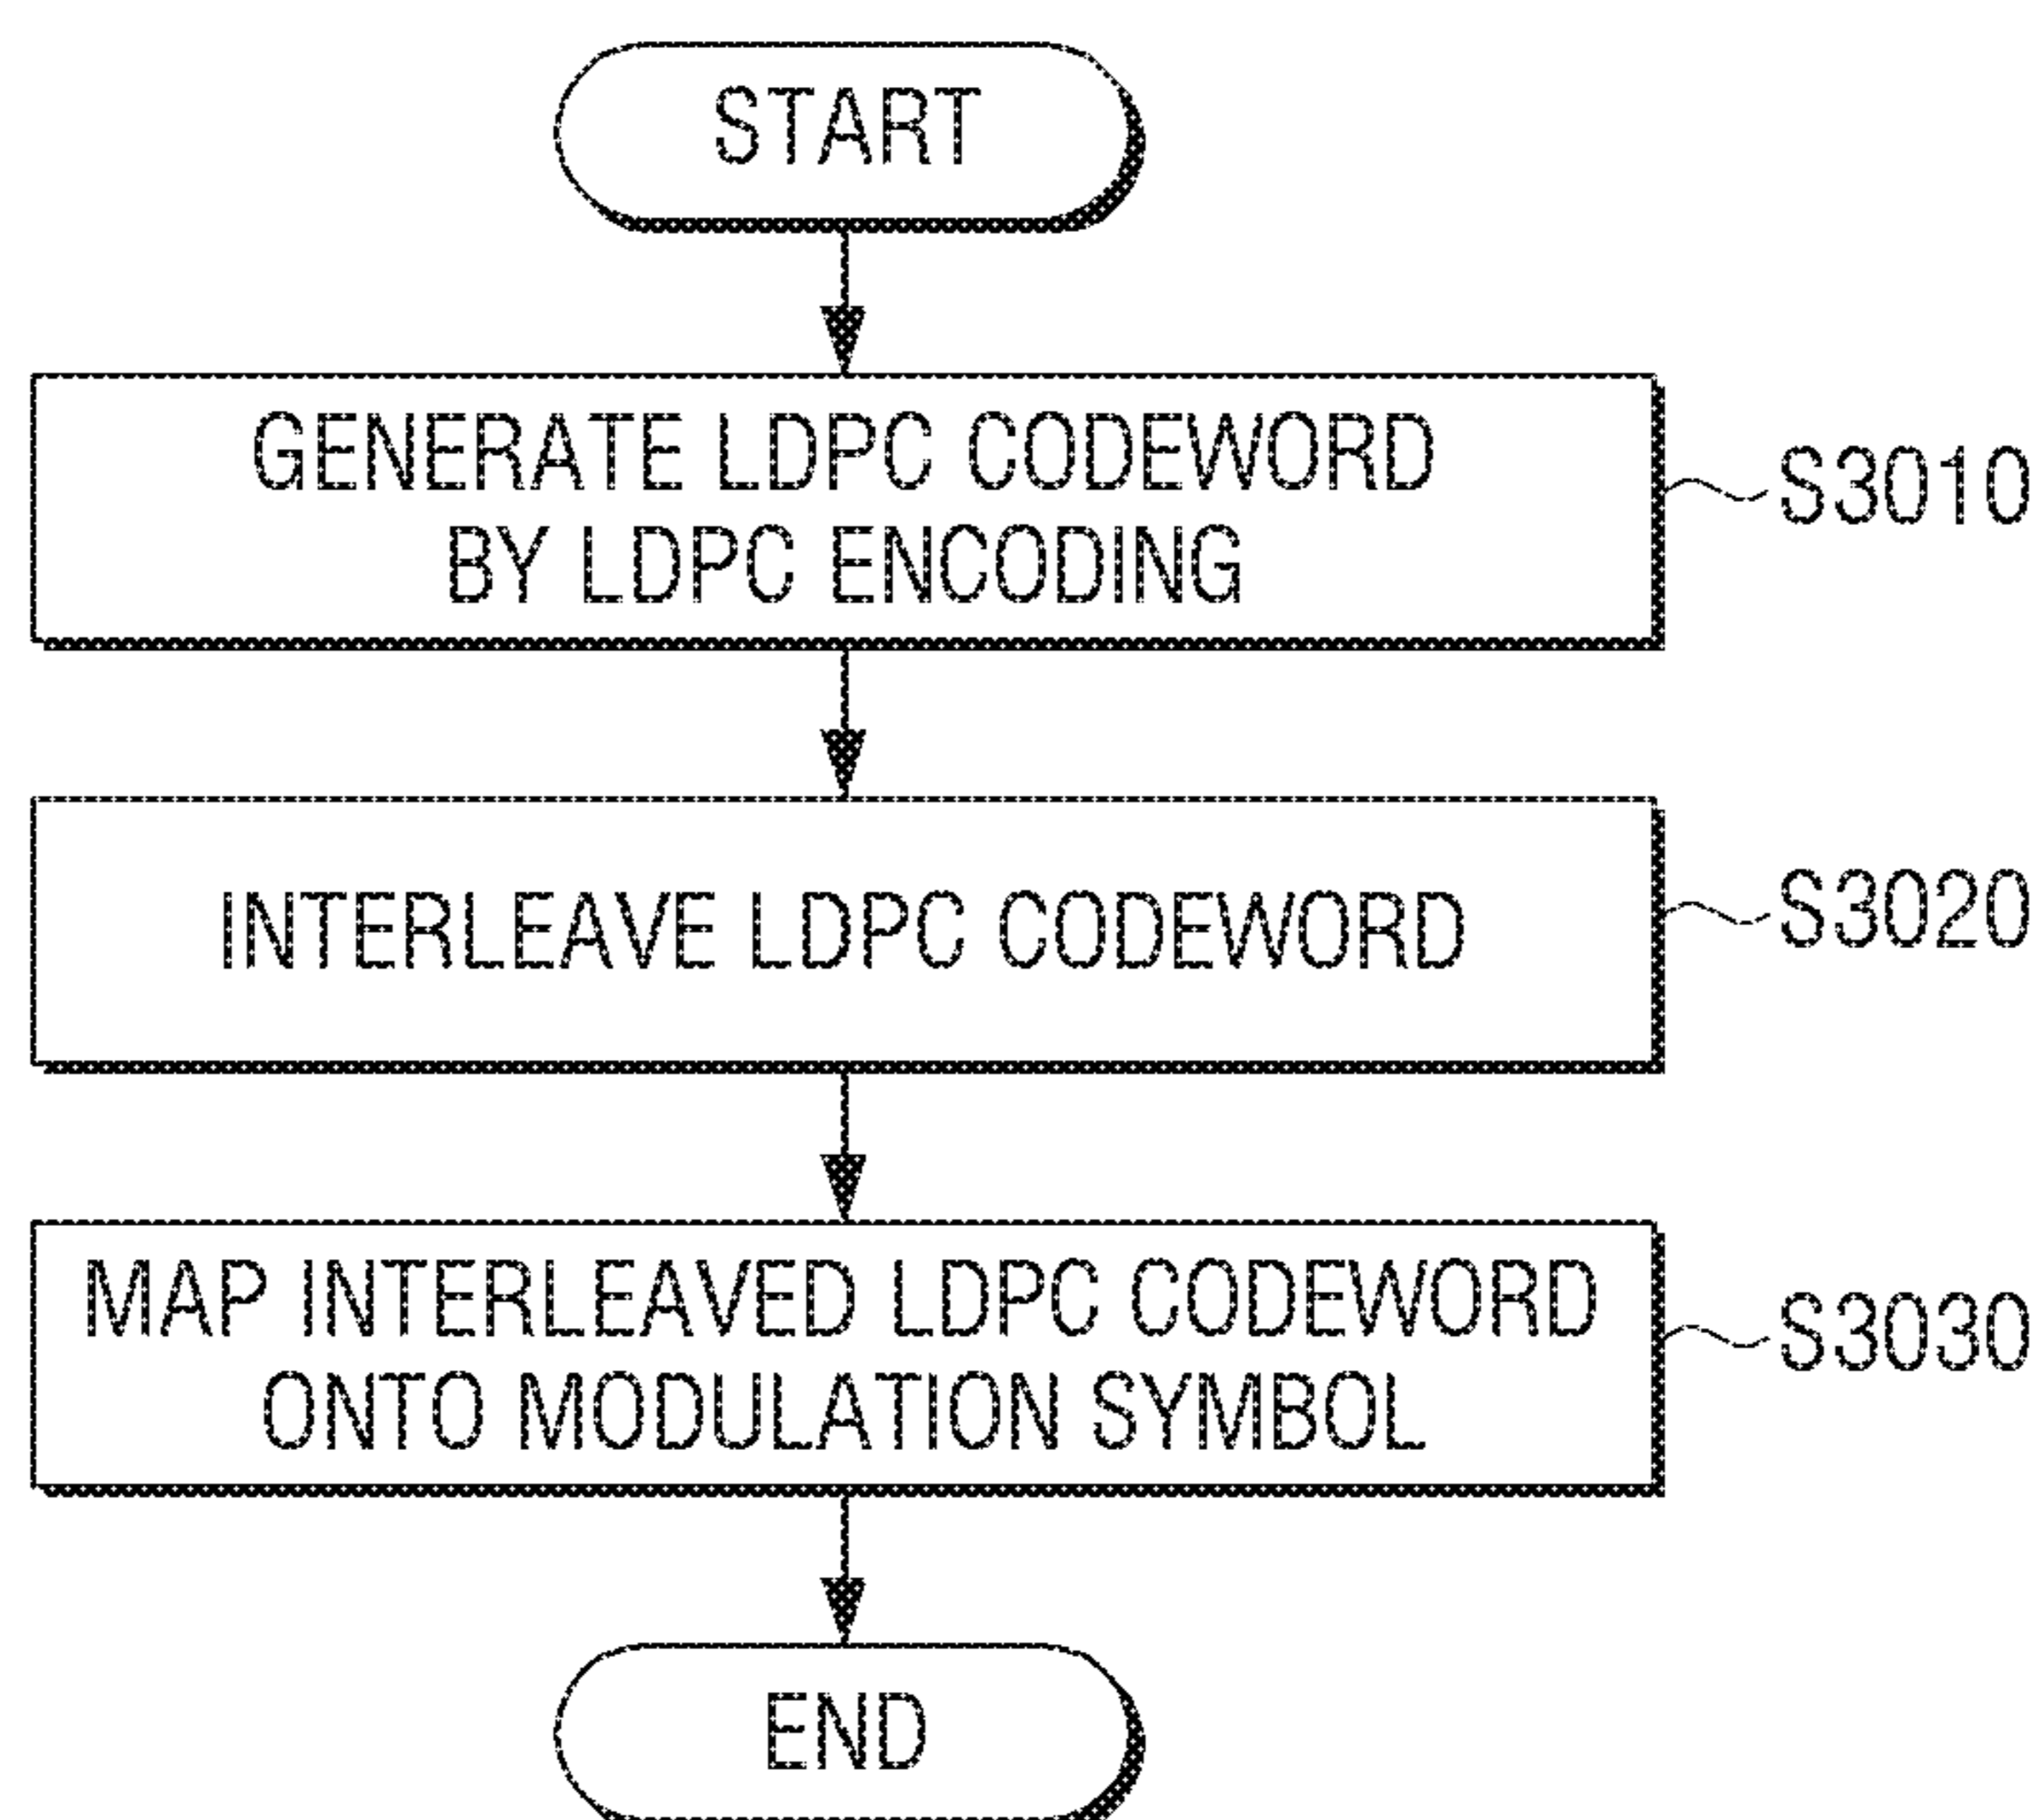 START
GENERATE LDPC CODEWORD
BY LDPC ENCODING
S3010
INTERLEAVE LDPC CODEWORD
S3020
MAP INTERLEAVED LDPC CODEWORD
ONTO MODULATION SYMBOL
S3030
END